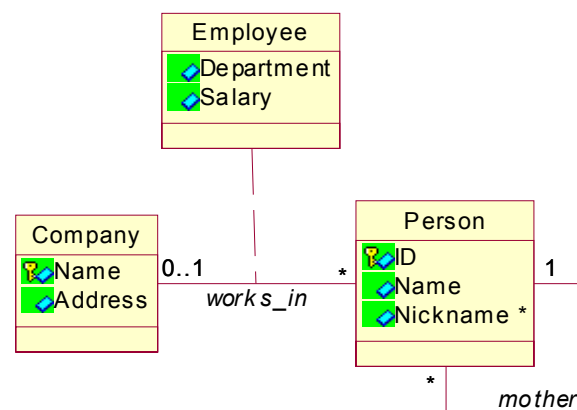 Employee
Department
Salary
Company
Name
Address
0..1
works_in
*
Person
ID
Name
Nickname *
1
*
mother